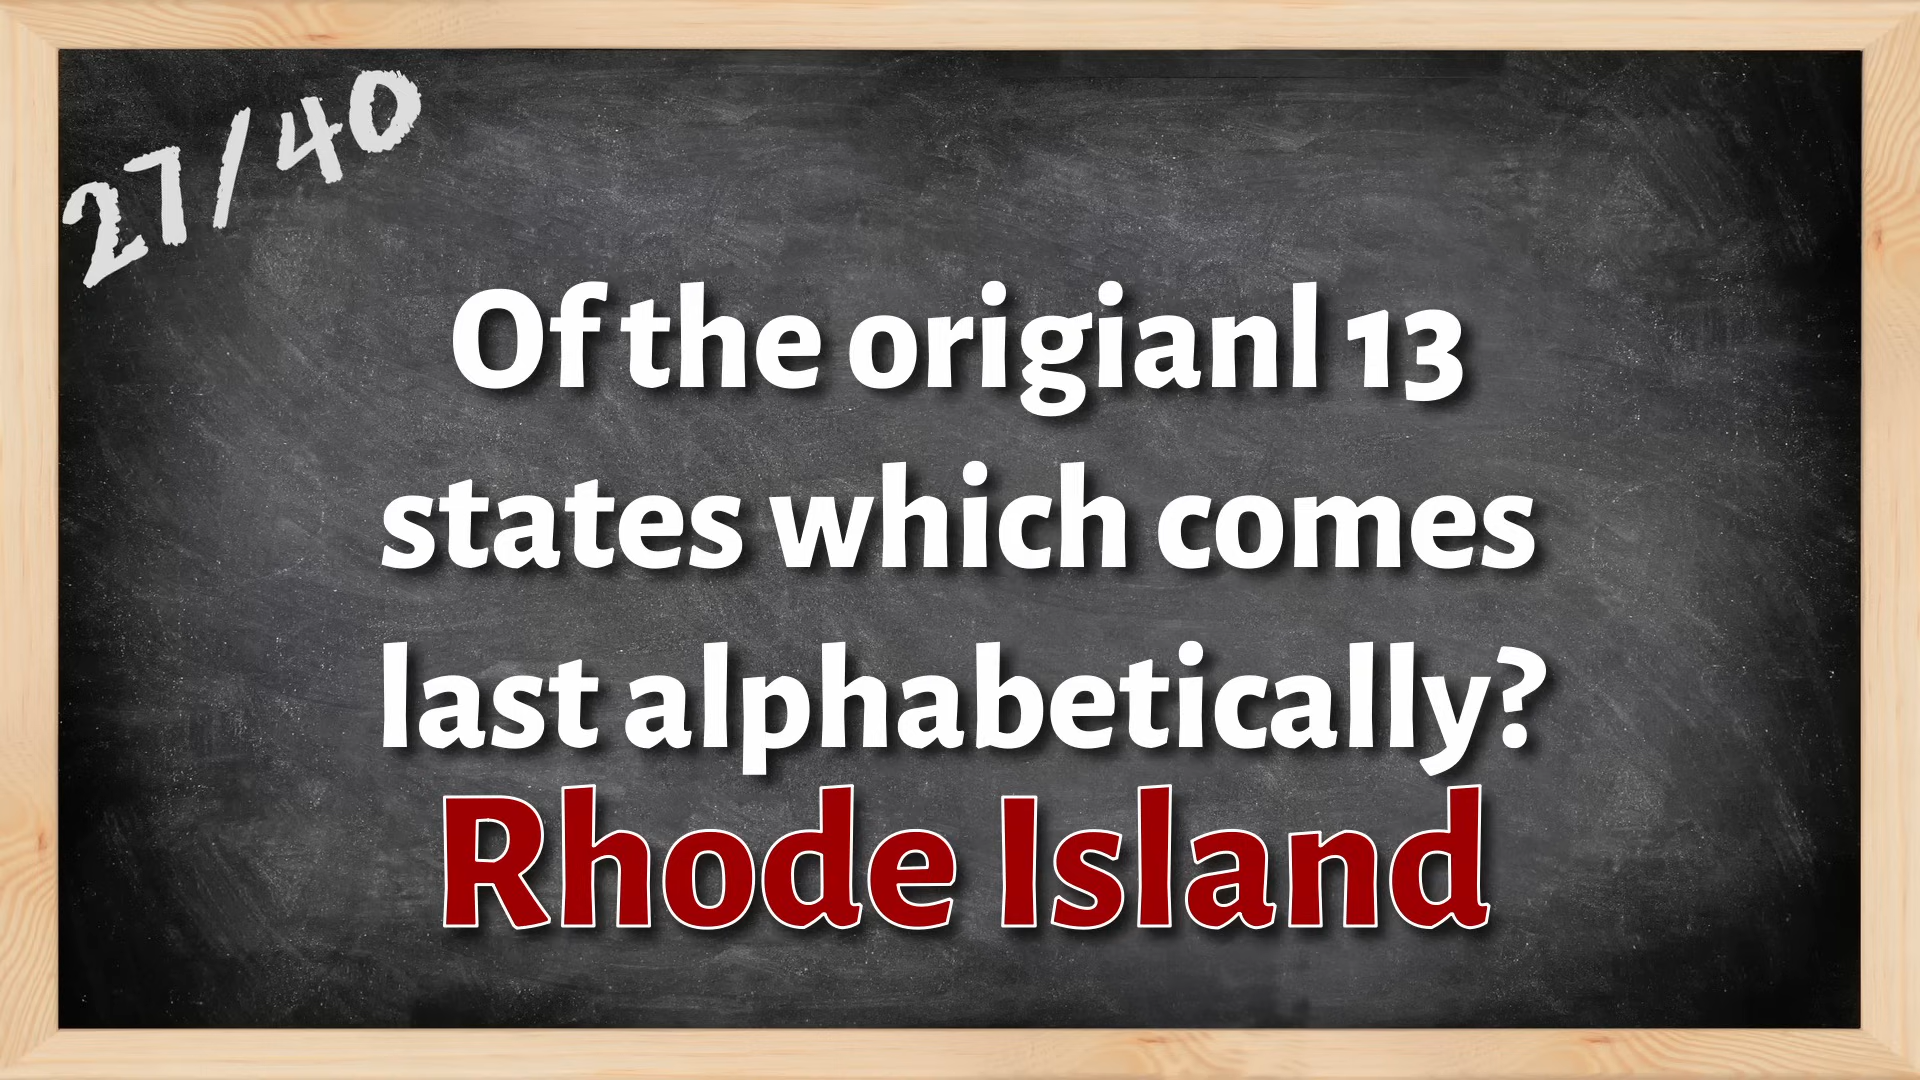 27/40
Of the origianl 13
states which comes
last alphabetically?
Rhode Island